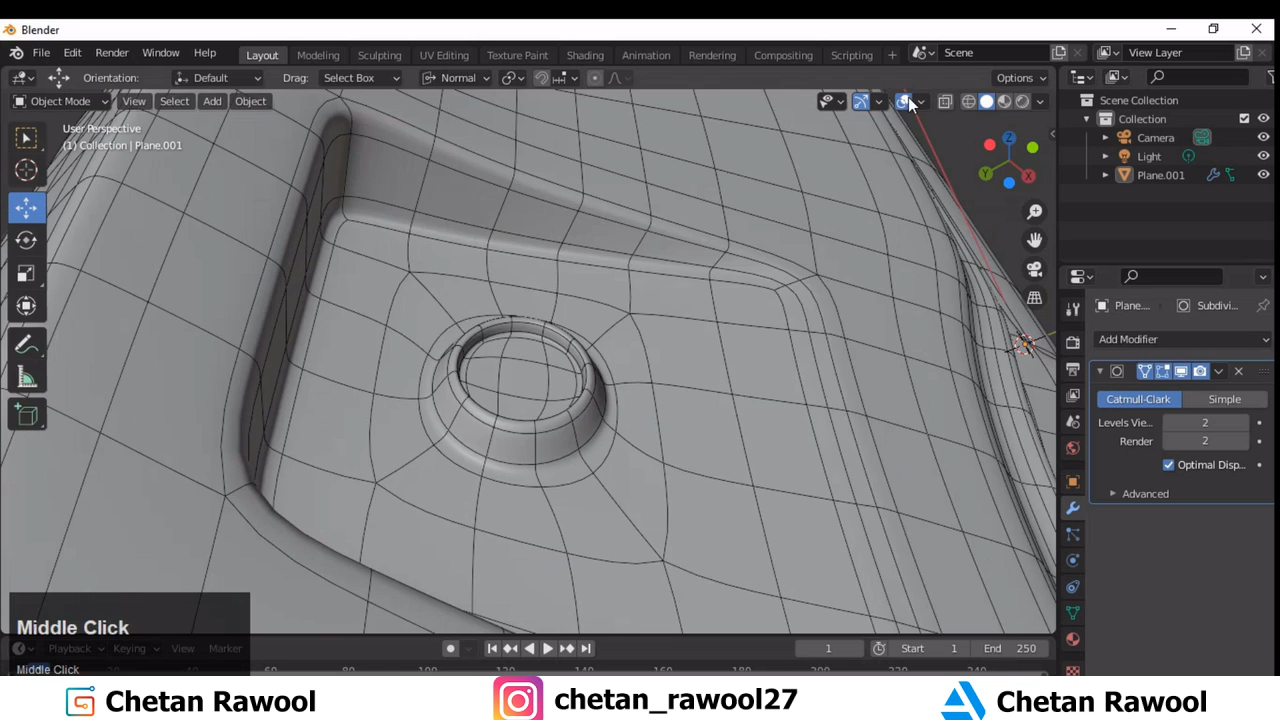 Blender
File Edit Render Window Help
Layout Modeling Sculpting UV Editing Texture Paint Shading Animation Rendering Compositing Scripting + Scene View Layer
Orientation: Default Drag: Select Box Normal Options
Object Mode View Select Add Object
User Perspective
(1) Collection | Plane.001
Z
Y
X
Scene Collection
Collection
Camera
Light
Plane.001
Plane.... Subdivi...
Add Modifier
Catmull-Clark Simple
Levels Vie... 2
Render 2
Optimal Disp...
Advanced
Middle Click
Playback Keying View Marker 1 Start 1 End 250
Middle Click
Chetan Rawool chetan_rawool27 Chetan Rawool